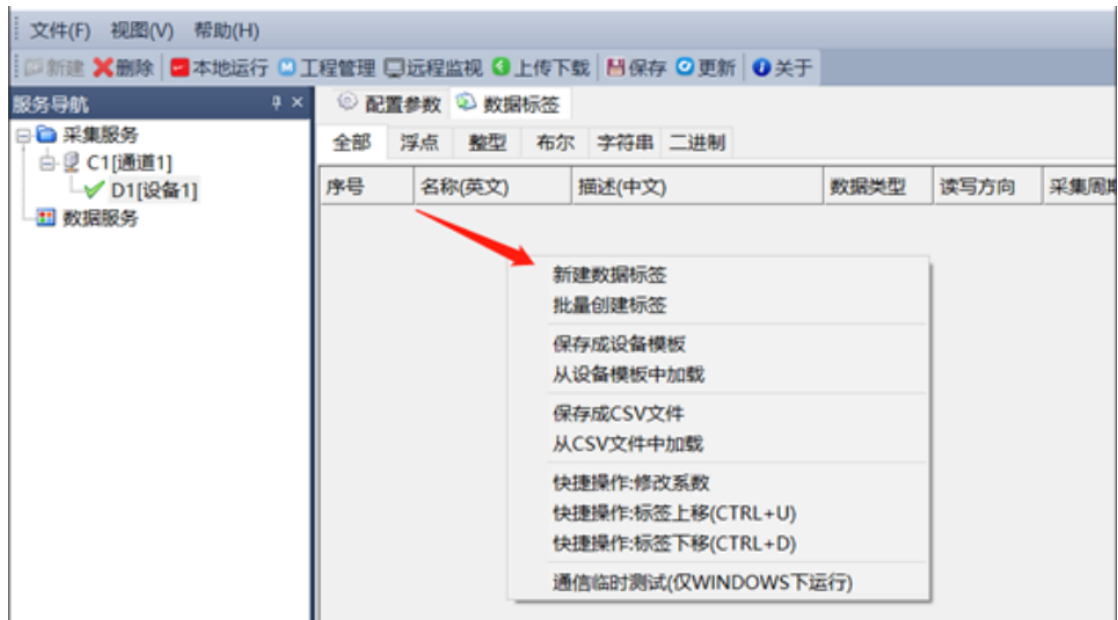 文件(F) 视图(V) 帮助(H)
新建 删除 本地运行 工程管理 远程监视 上传下载 保存 更新 关于
服务导航
配置参数 数据标签
采集服务
全部 浮点 整型 布尔 字符串 二进制
C1[通道1]
D1[设备1]
序号 名称(英文) 描述(中文) 数据类型 读写方向 采集周期
数据服务
新建数据标签
批量创建标签
保存成设备模板
从设备模板中加载
保存成CSV文件
从CSV文件中加载
快捷操作:修改系数
快捷操作:标签上移(CTRL+U)
快捷操作:标签下移(CTRL+D)
通信临时测试(仅WINDOWS下运行)